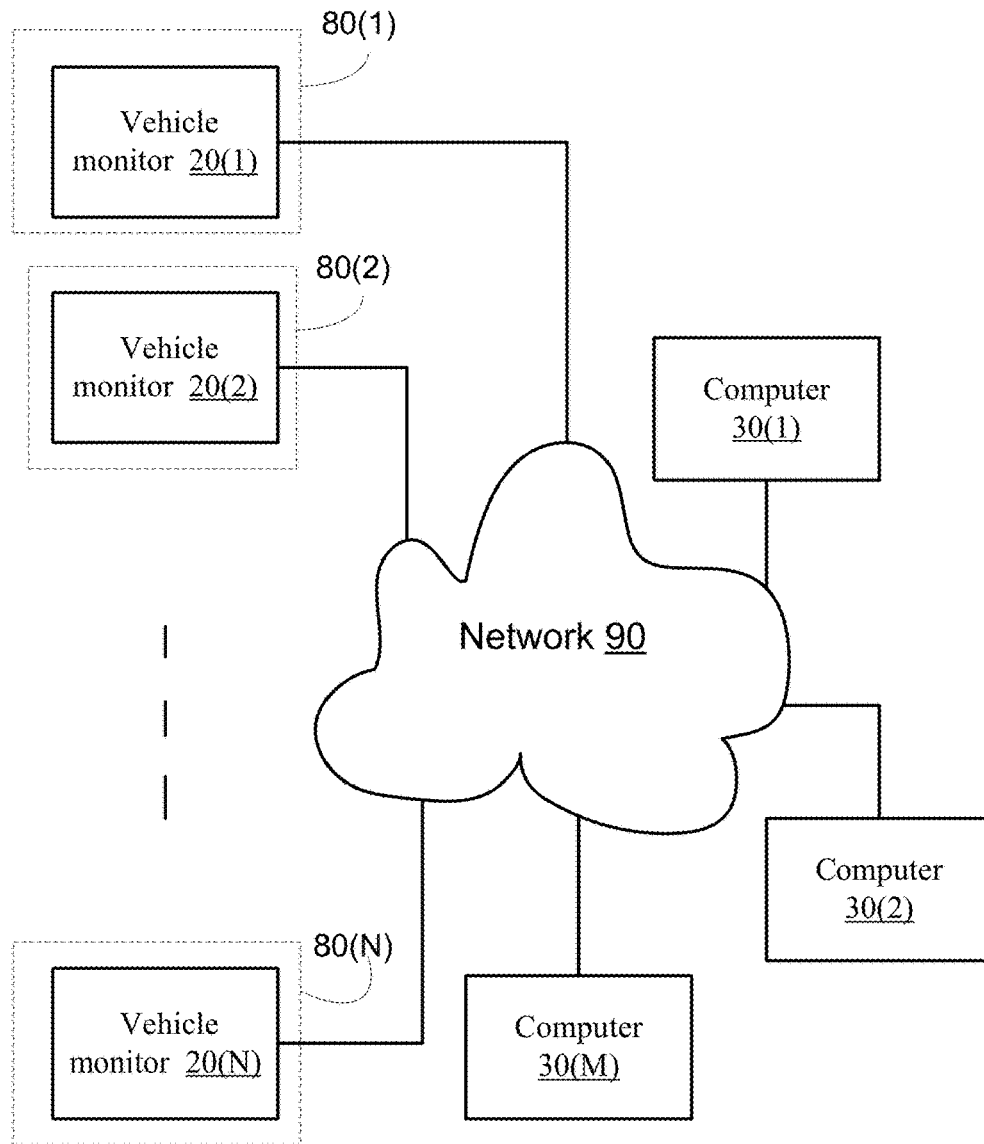 80(1)
Vehicle
monitor 20(1)
80(2)
Vehicle
monitor 20(2)
Computer
30(1)
Network 90
Computer
30(2)
80(N)
Vehicle
monitor 20(N)
Computer
30(M)